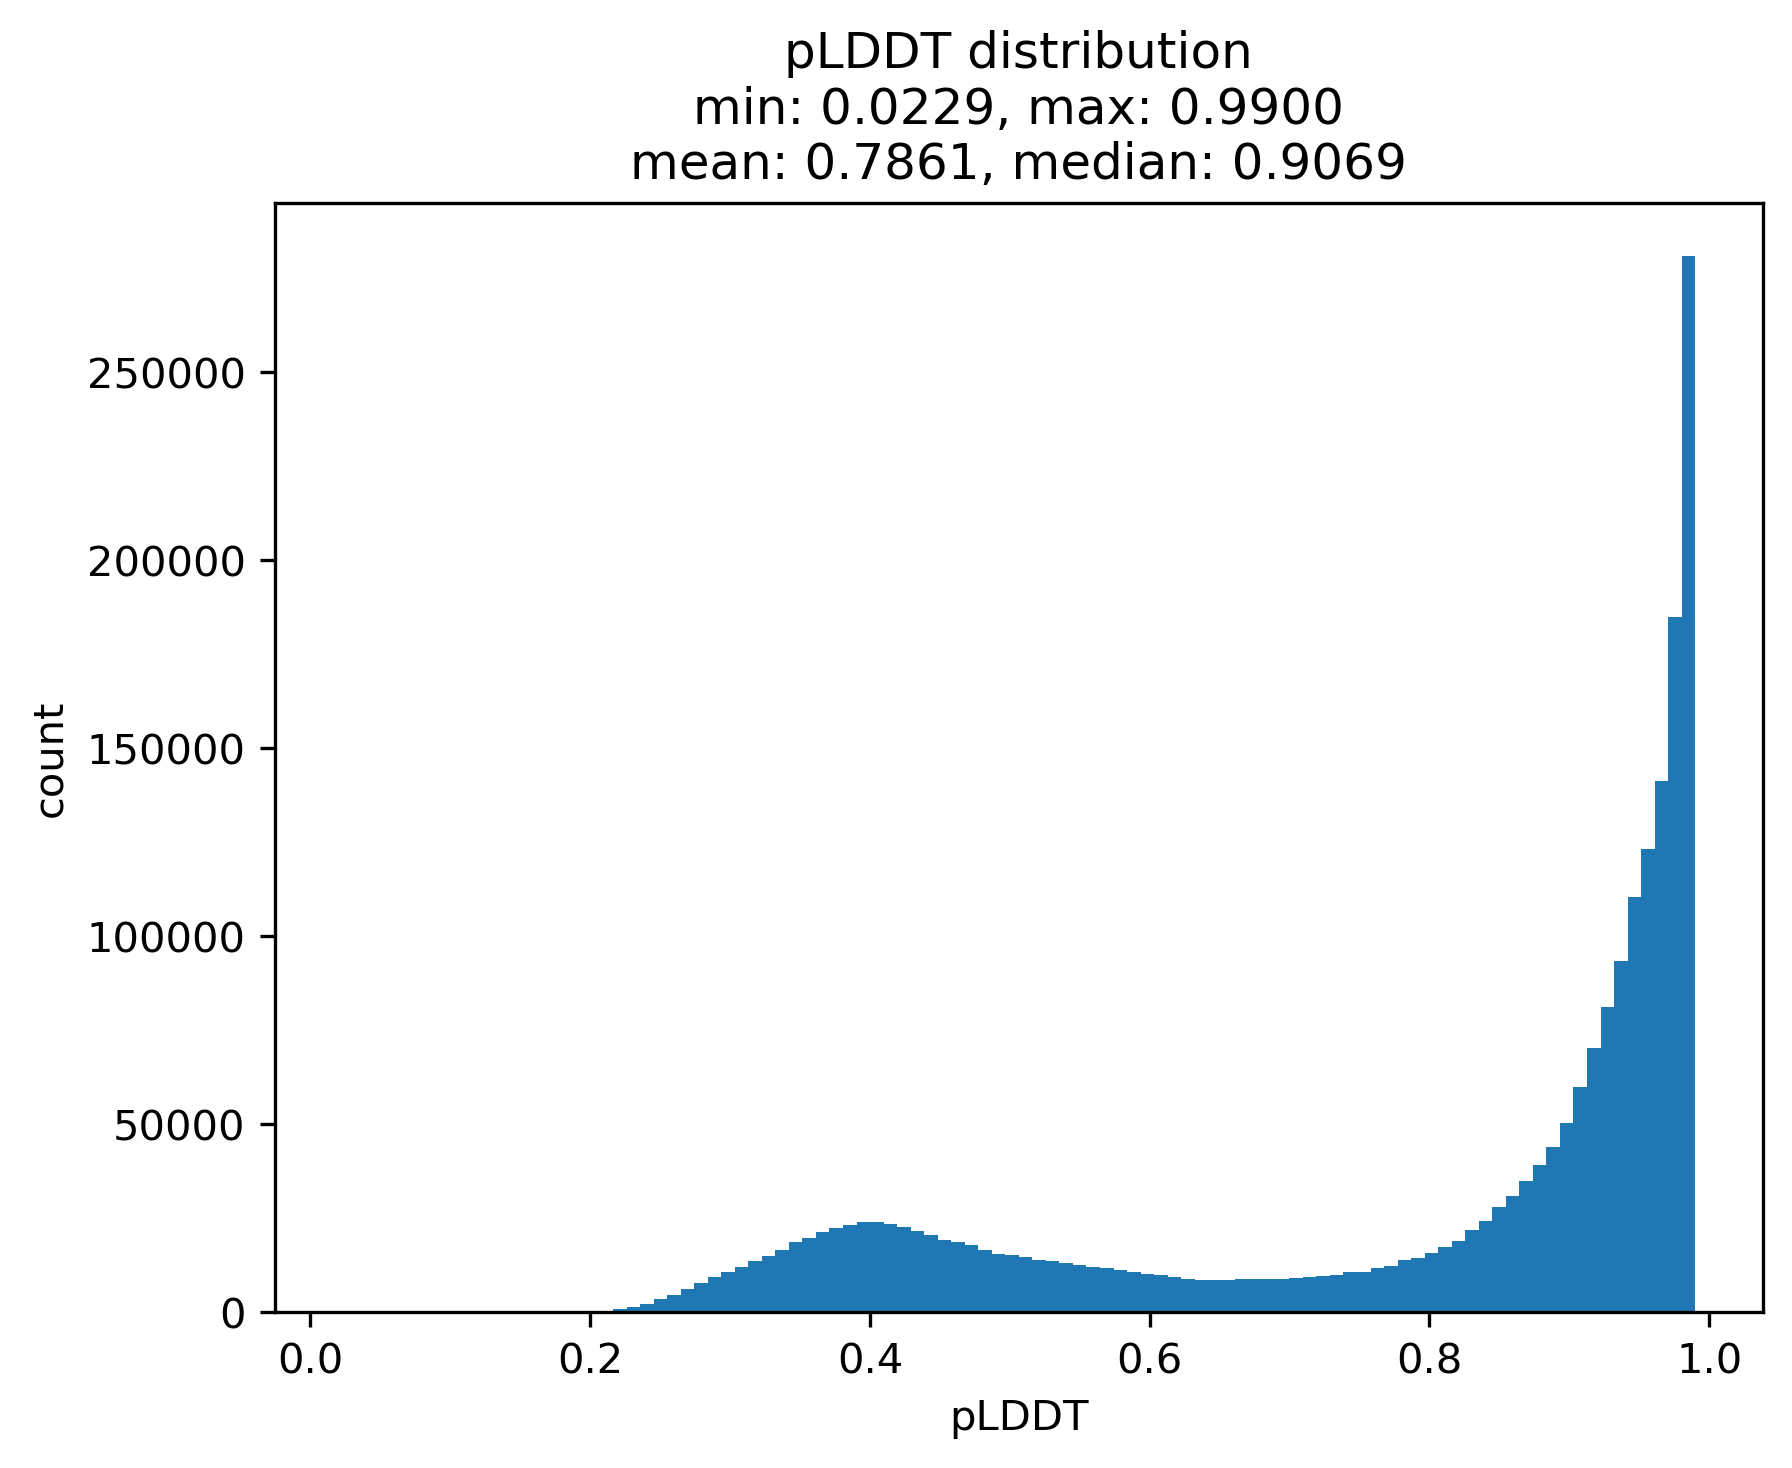 pLDDT distribution
min: 0.0229, max: 0.9900
mean: 0.7861, median: 0.9069
250000
200000
150000
100000
50000
0
count
0.0 0.2 0.4 0.6 0.8 1.0
pLDDT